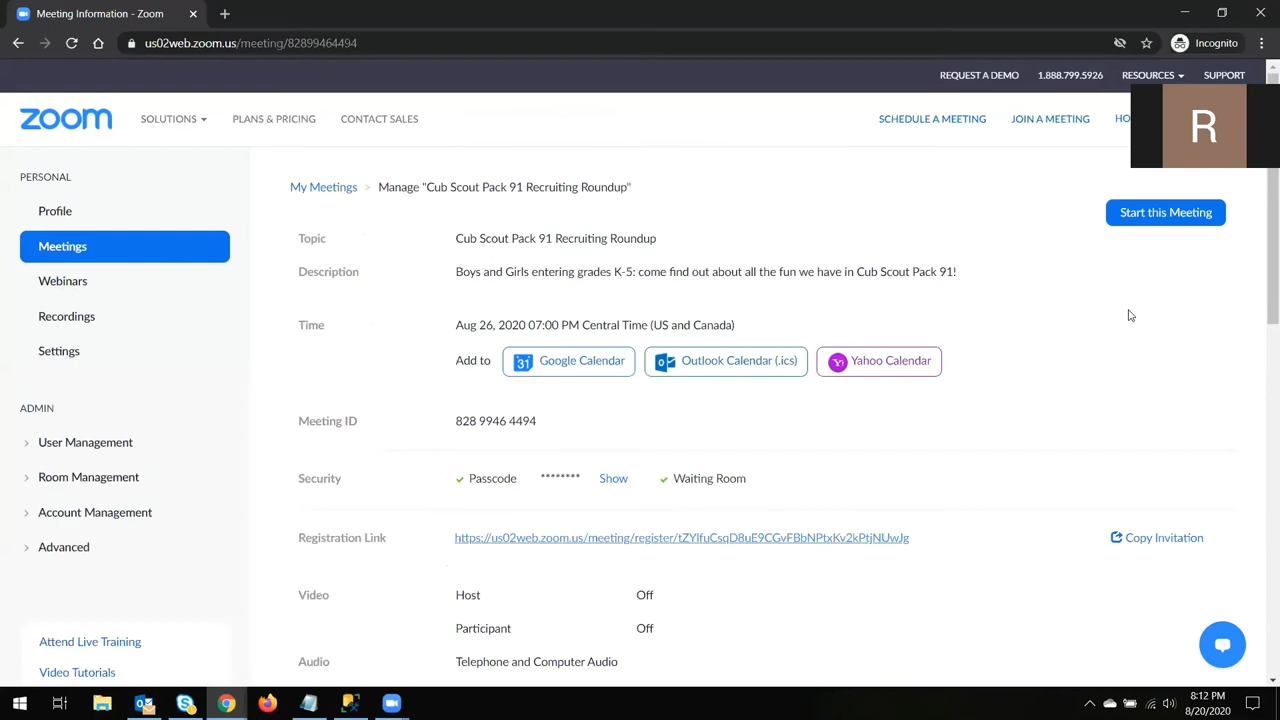 Meeting Information - Zoom
us02web.zoom.us/meeting/82899464494
Incognito
REQUEST A DEMO 1.888.799.5926 RESOURCES SUPPORT
zoom SOLUTIONS PLANS & PRICING CONTACT SALES SCHEDULE A MEETING JOIN A MEETING HO
R
PERSONAL
Profile
Meetings
Webinars
Recordings
Settings
ADMIN
User Management
Room Management
Account Management
Advanced
Attend Live Training
Video Tutorials
My Meetings > Manage "Cub Scout Pack 91 Recruiting Roundup"
Start this Meeting
Topic Cub Scout Pack 91 Recruiting Roundup
Description Boys and Girls entering grades K-5: come find out about all the fun we have in Cub Scout Pack 91!
Time Aug 26, 2020 07:00 PM Central Time (US and Canada)
Add to 31 Google Calendar Outlook Calendar (.ics) Yahoo Calendar
Meeting ID 828 9946 4494
Security Passcode ******** Show Waiting Room
Registration Link https://us02web.zoom.us/meeting/register/tZYlfuCsqD8uE9CGvFBbNPtxKv2kPtjNUwJg Copy Invitation
Video Host Off
Participant Off
Audio Telephone and Computer Audio
8:12 PM
8/20/2020